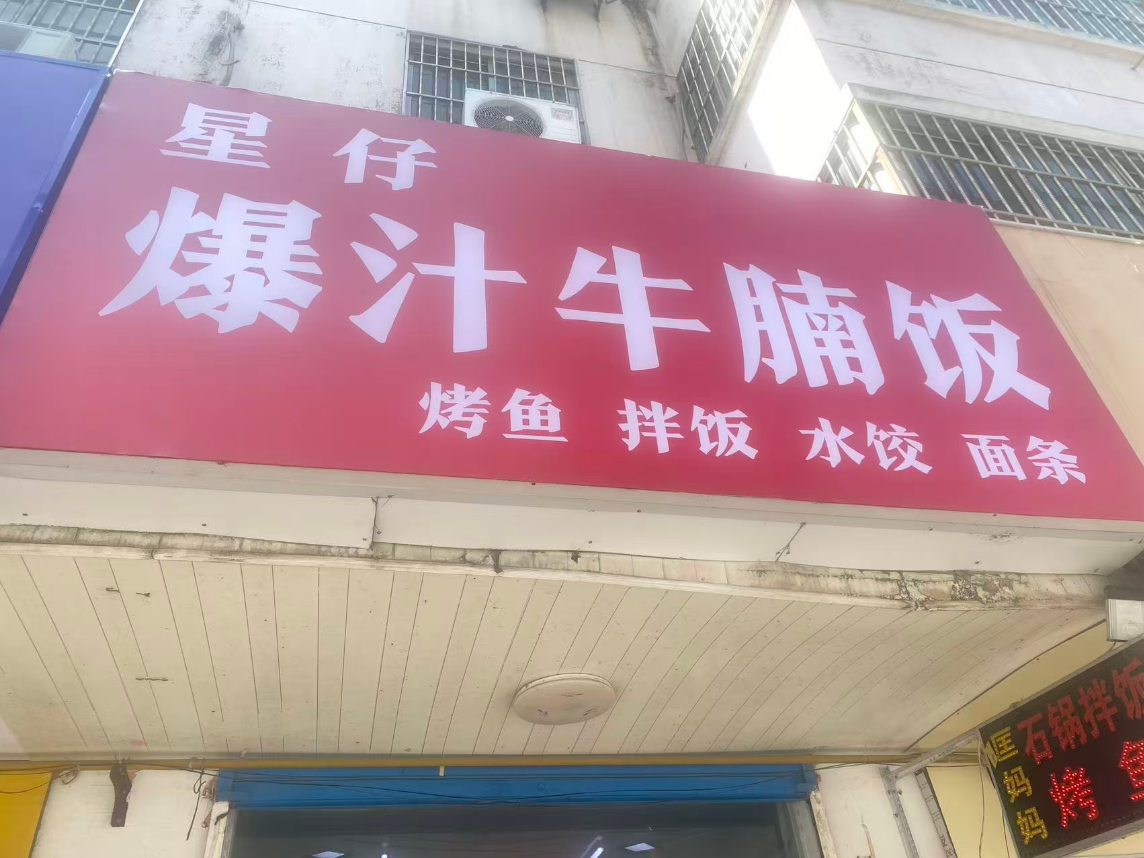 星仔
爆汁牛腩饭
烤鱼 拌饭 水饺 面条
石锅拌饭
烤鱼
妈妈